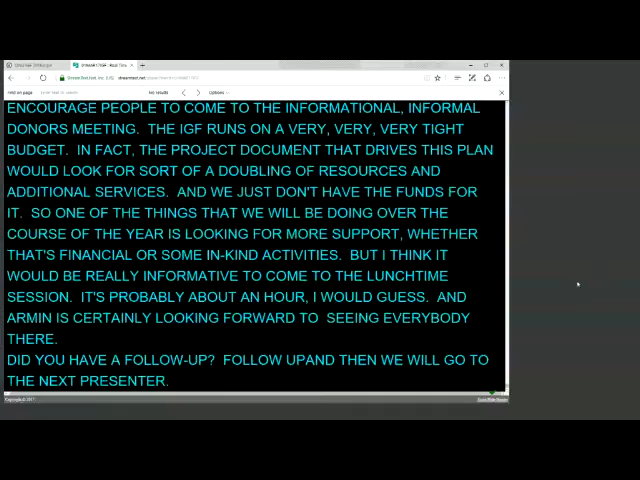 Find on page
No results
Options
ENCOURAGE PEOPLE TO COME TO THE INFORMATIONAL, INFORMAL
DONORS MEETING.  THE IGF RUNS ON A VERY, VERY, VERY TIGHT
BUDGET.  IN FACT, THE PROJECT DOCUMENT THAT DRIVES THIS PLAN
WOULD LOOK FOR SORT OF A DOUBLING OF RESOURCES AND
ADDITIONAL SERVICES.  AND WE JUST DON'T HAVE THE FUNDS FOR
IT.  SO ONE OF THE THINGS THAT WE WILL BE DOING OVER THE
COURSE OF THE YEAR IS LOOKING FOR MORE SUPPORT, WHETHER
THAT'S FINANCIAL OR SOME IN-KIND ACTIVITIES.  BUT I THINK IT
WOULD BE REALLY INFORMATIVE TO COME TO THE LUNCHTIME
SESSION.  IT'S PROBABLY ABOUT AN HOUR, I WOULD GUESS.  AND
ARMIN IS CERTAINLY LOOKING FORWARD TO  SEEING EVERYBODY
THERE.
DID YOU HAVE A FOLLOW-UP?  FOLLOW UPAND THEN WE WILL GO TO
THE NEXT PRESENTER.